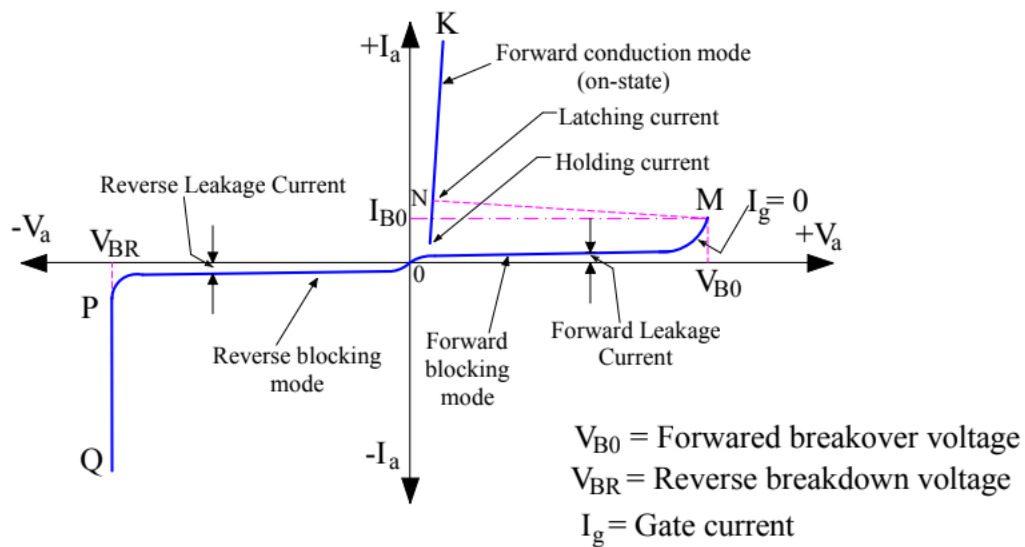 K
+Ia
Forward conduction mode
(on-state)
Latching current
Holding current
Reverse Leakage Current
N
IB0
M
Ig= 0
-Va
VBR
+Va
0
VB0
P
Reverse blocking
mode
Forward
blocking
mode
Forward Leakage
Current
Q
-Ia
VB0 = Forwared breakover voltage
VBR = Reverse breakdown voltage
Ig = Gate current